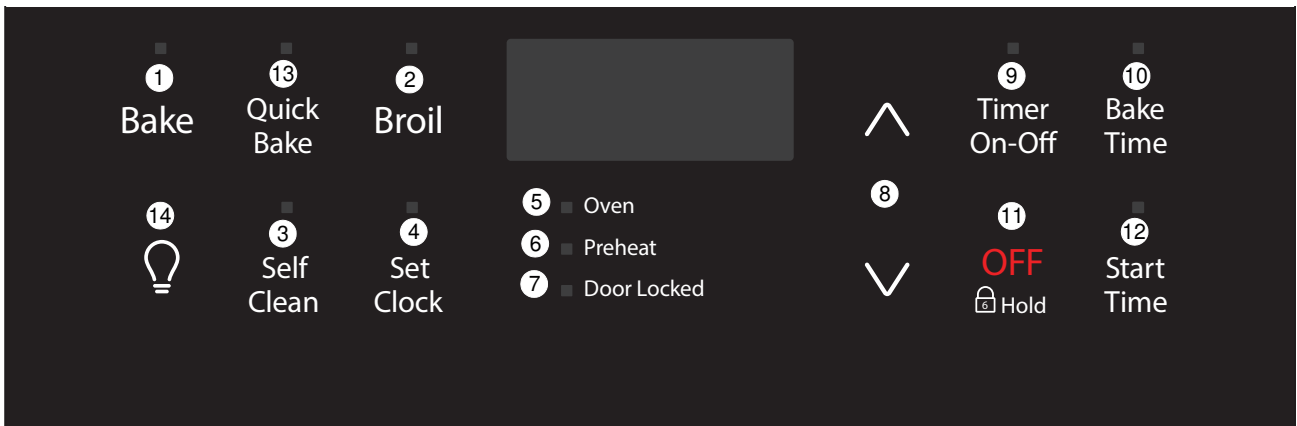 1
Bake
13
Quick
Bake
2
Broil
14
3
Self
Clean
4
Set
Clock
5 Oven
6 Preheat
7 Door Locked
8
9
Timer
On-Off
10
Bake
Time
11
OFF
6 Hold
12
Start
Time